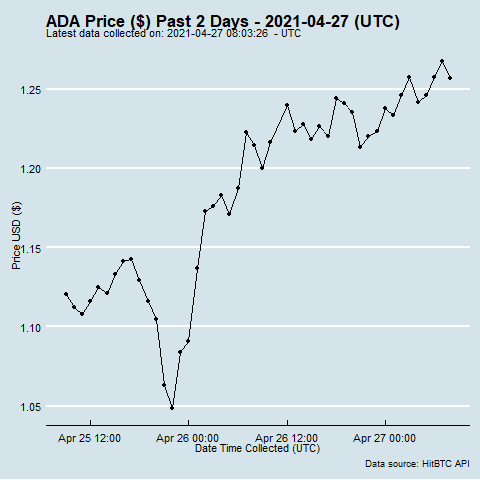 ADA Price ($) Past 2 Days - 2021-04-27 (UTC)
Latest data collected on: 2021-04-27 08:03:26  - UTC
1.25
1.20
1.15
1.10
1.05
Price USD ($)
Apr 25 12:00
Apr 26 00:00
Apr 26 12:00
Apr 27 00:00
Date Time Collected (UTC)
Data source: HitBTC API